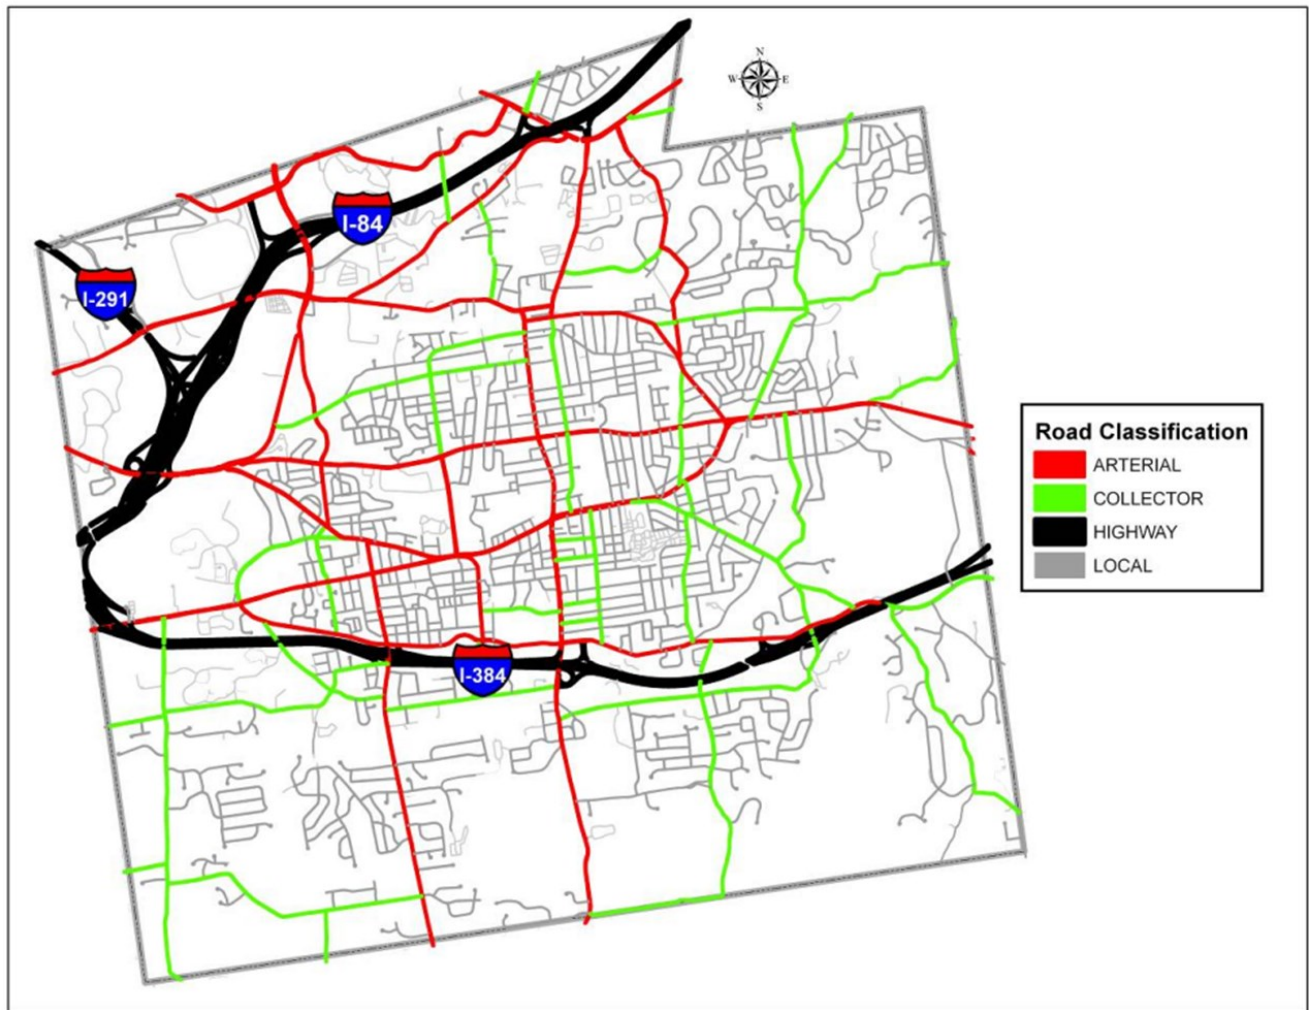 N
W E
S
I-84
I-291
Road Classification
ARTERIAL
COLLECTOR
HIGHWAY
LOCAL
I-384